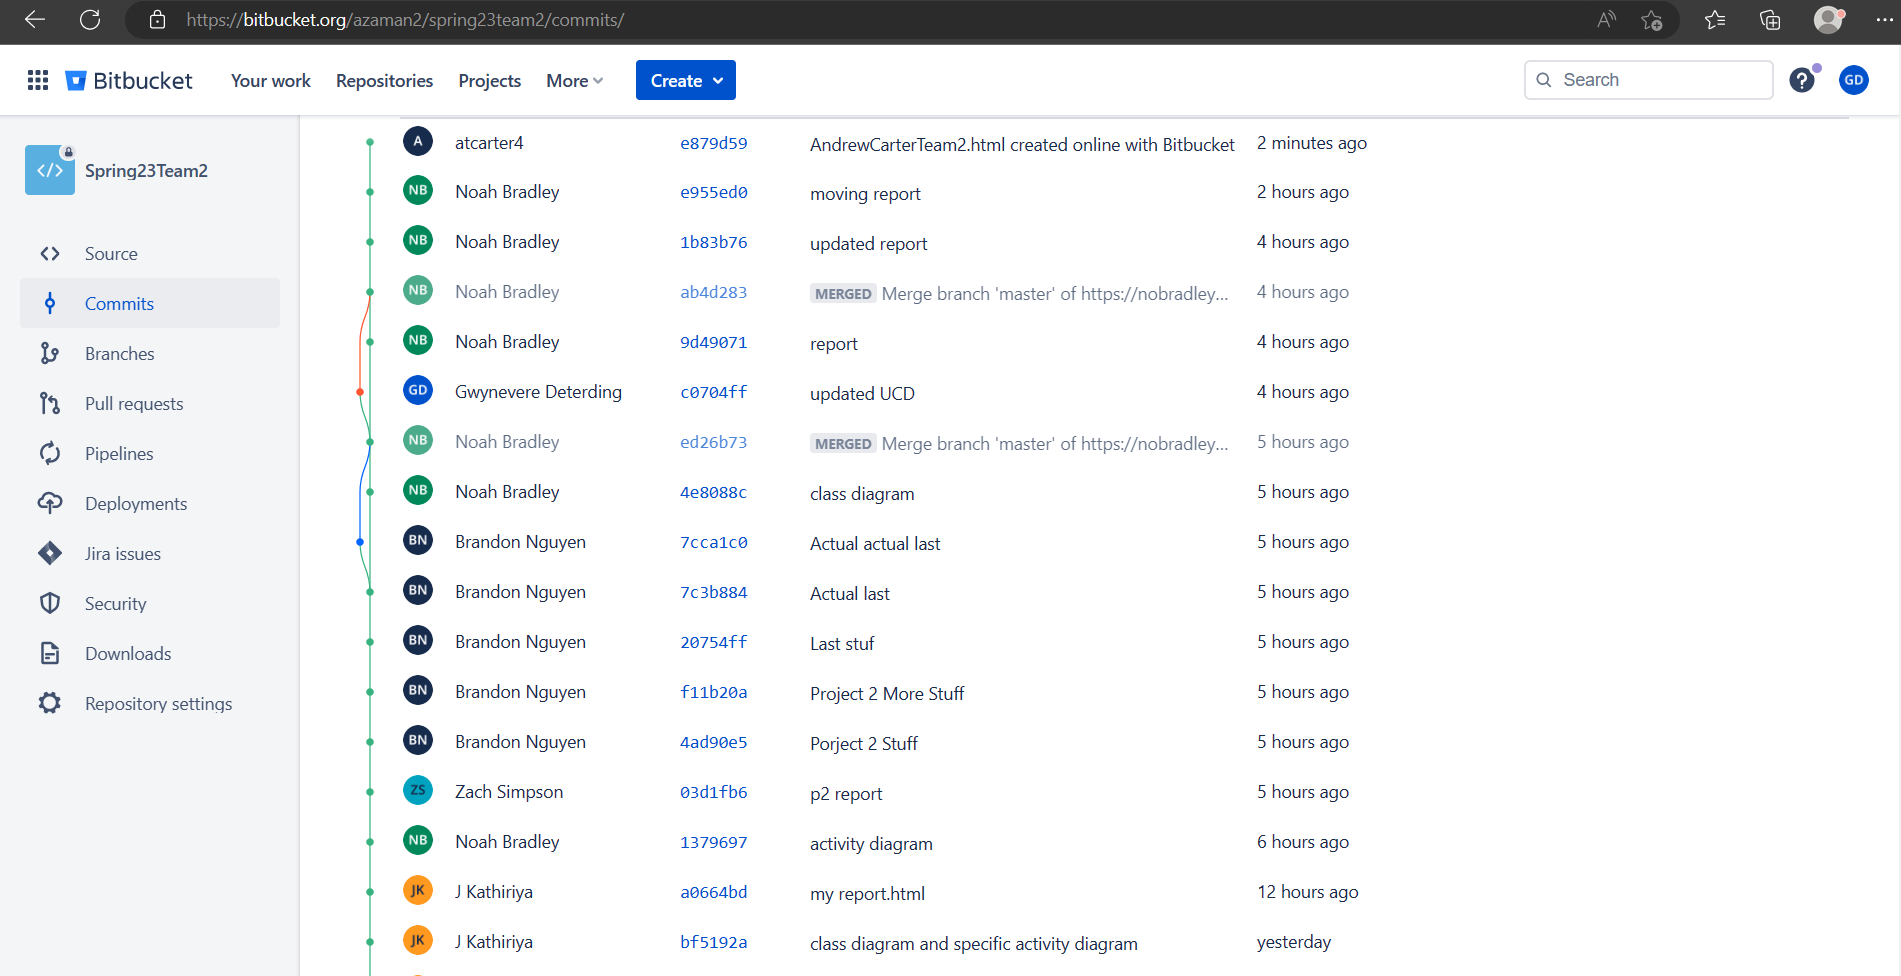 https://bitbucket.org/azaman2/spring23team2/commits/
Bitbucket Your work Repositories Projects More Create Search GD
Spring23Team2
Source
Commits
Branches
Pull requests
Pipelines
Deployments
Jira issues
Security
Downloads
Repository settings
A atcarter4 e879d59 AndrewCarterTeam2.html created online with Bitbucket 2 minutes ago
NB Noah Bradley e955ed0 moving report 2 hours ago
NB Noah Bradley 1b83b76 updated report 4 hours ago
NB Noah Bradley ab4d283 MERGED Merge branch 'master' of https://nobradley... 4 hours ago
NB Noah Bradley 9d49071 report 4 hours ago
GD Gwynevere Deterding c0704ff updated UCD 4 hours ago
NB Noah Bradley ed26b73 MERGED Merge branch 'master' of https://nobradley... 5 hours ago
NB Noah Bradley 4e8088c class diagram 5 hours ago
BN Brandon Nguyen 7cca1c0 Actual actual last 5 hours ago
BN Brandon Nguyen 7c3b884 Actual last 5 hours ago
BN Brandon Nguyen 20754ff Last stuf 5 hours ago
BN Brandon Nguyen f11b20a Project 2 More Stuff 5 hours ago
BN Brandon Nguyen 4ad90e5 Porject 2 Stuff 5 hours ago
ZS Zach Simpson 03d1fb6 p2 report 5 hours ago
NB Noah Bradley 1379697 activity diagram 6 hours ago
JK J Kathiriya a0664bd my report.html 12 hours ago
JK J Kathiriya bf5192a class diagram and specific activity diagram yesterday